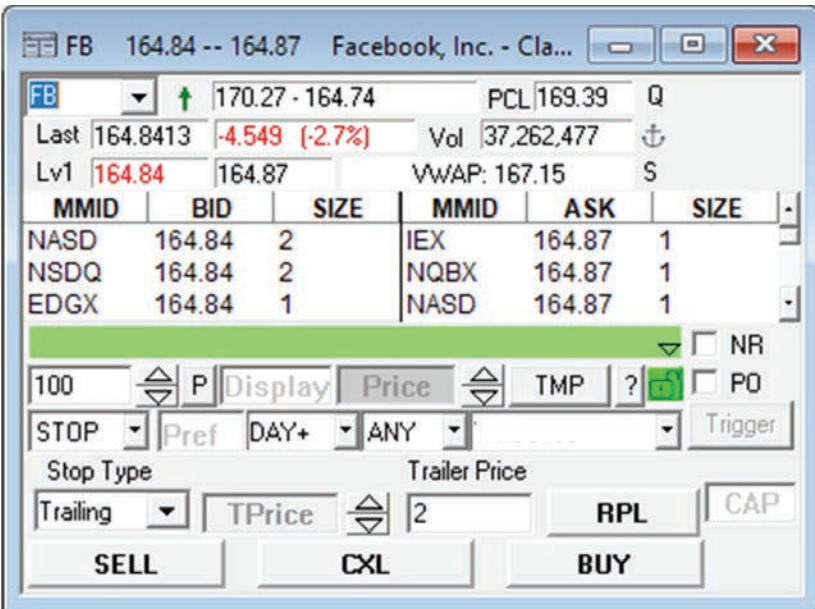 FB 164.84 -- 164.87 Facebook, Inc. - Cla...
FB 170.27 - 164.74 PCL 169.39 Q
Last 164.8413 -4.549 (-2.7%) Vol 37,262,477
Lv1 164.84 164.87 VWAP: 167.15 S
MMID BID SIZE MMID ASK SIZE
NASD 164.84 2 IEX 164.87 1
NSDQ 164.84 2 NQBX 164.87 1
EDGX 164.84 1 NASD 164.87 1
NR
100 P Display Price TMP ? PO
STOP Pref DAY+ ANY Trigger
Stop Type Trailer Price
Trailing TPrice 2 RPL CAP
SELL CXL BUY